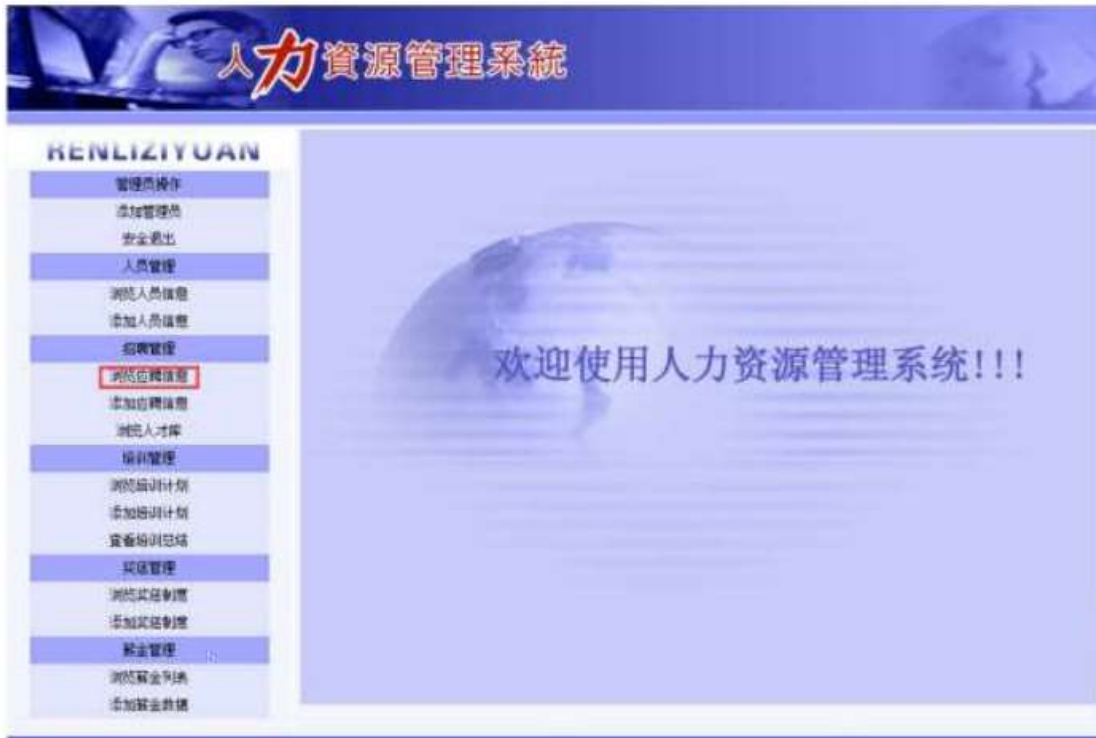 人力資源管理系統
RENLIZIYUAN
管理员操作
添加管理员
安全退出
人员管理
浏览人员信息
添加人员信息
招聘管理
浏览应聘信息
添加应聘信息
浏览人才库
培训管理
浏览培训计划
添加培训计划
查看培训总结
奖惩管理
浏览奖惩制度
添加奖惩制度
薪金管理
浏览薪金列表
添加薪金数据
欢迎使用人力资源管理系统!!!